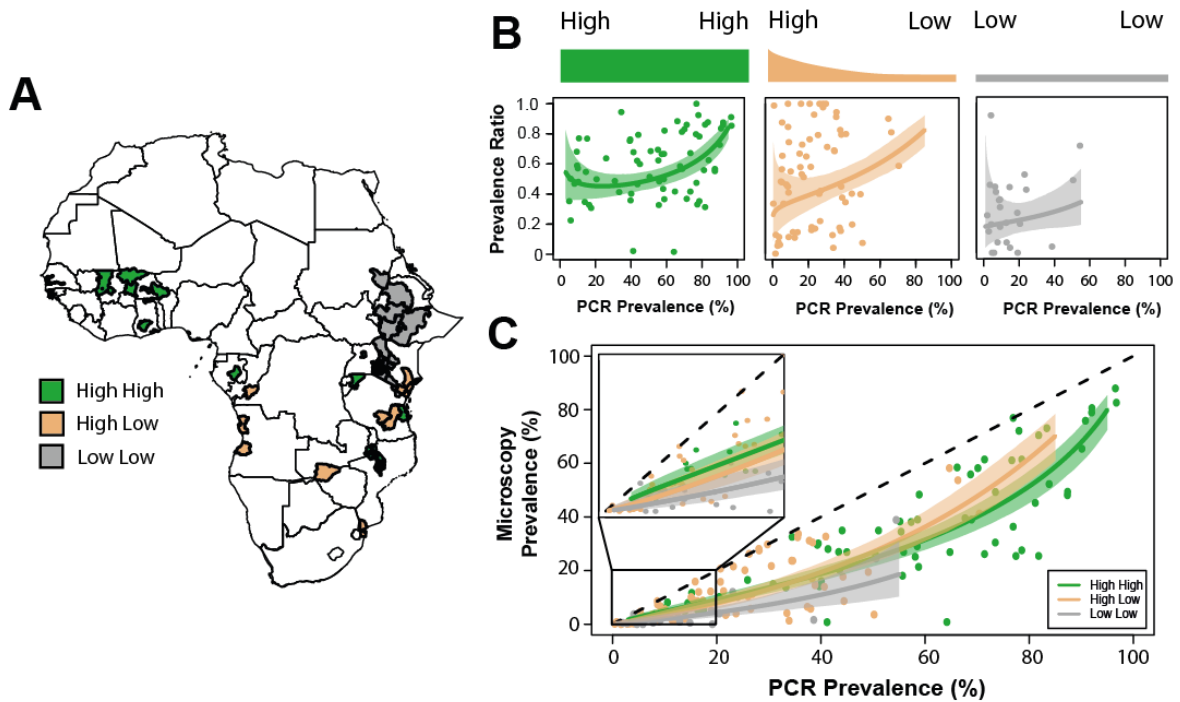 A
High High
High Low
Low Low
B
High High
High Low
Low Low
Prevalence Ratio
1.0
0.8
0.6
0.4
0.2
0
0 20 40 60 80 100
0 20 40 60 80 100
0 20 40 60 80 100
PCR Prevalence (%)
PCR Prevalence (%)
PCR Prevalence (%)
C
Microscopy
Prevalence (%)
100
80
60
40
20
0
0 20 40 60 80 100
PCR Prevalence (%)
High High
High Low
Low Low